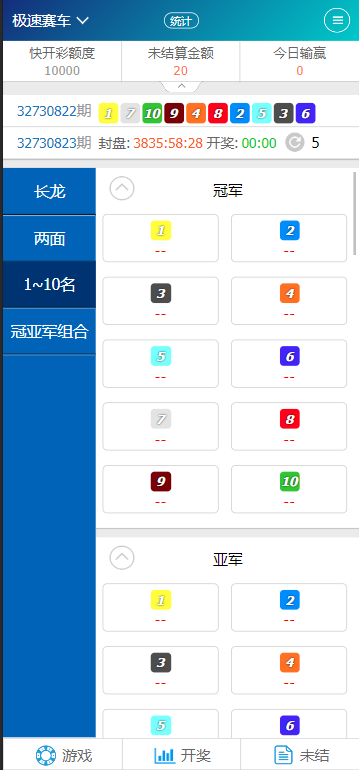 极速赛车 统计
快开彩额度 未结算金额 今日输赢
10000 20 0
32730822期 1 7 10 9 4 8 2 5 3 6
32730823期 封盘: 3835:58:28 开奖: 00:00 5
长龙
两面
1~10名
冠亚军组合
冠军
1 2
-- --
3 4
-- --
5 6
-- --
7 8
-- --
9 10
-- --
亚军
1 2
-- --
3 4
-- --
5 6
游戏 开奖 未结